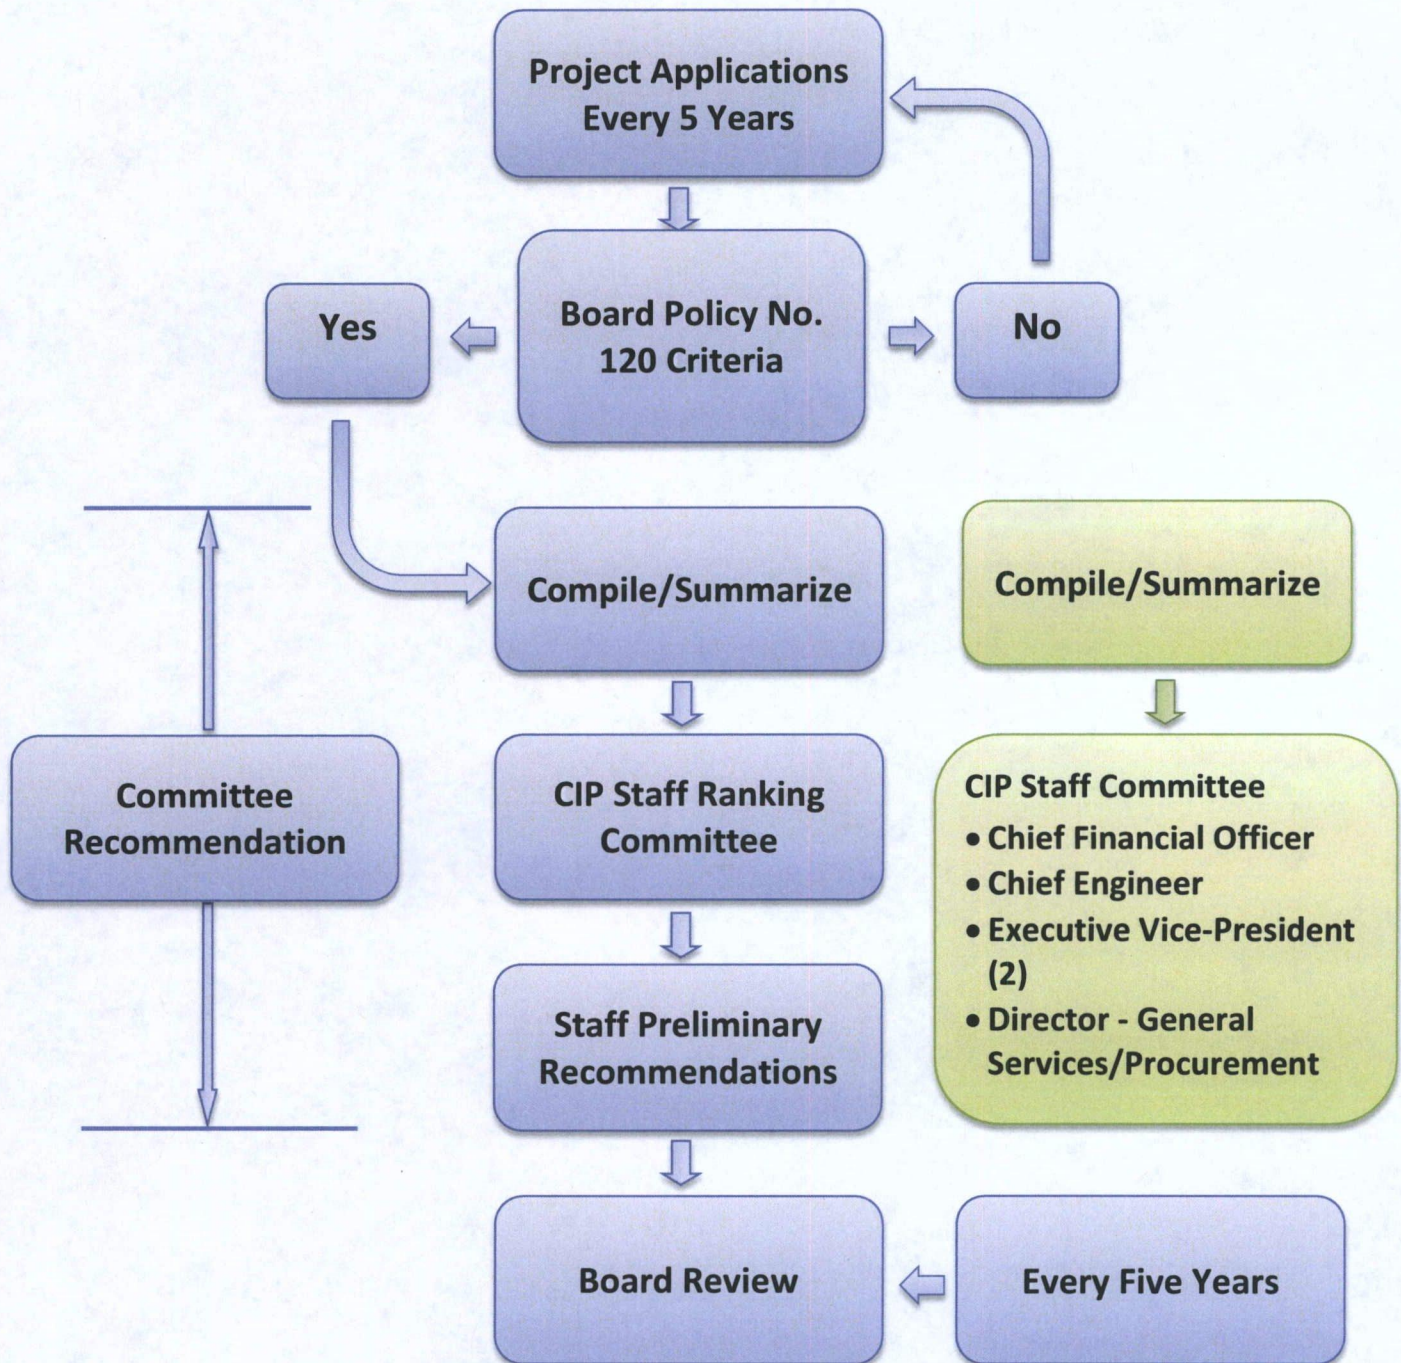 Project Applications
Every 5 Years
Yes
Board Policy No.
120 Criteria
No
Compile/Summarize
Compile/Summarize
Committee
Recommendation
CIP Staff Ranking
Committee
CIP Staff Committee
• Chief Financial Officer
• Chief Engineer
• Executive Vice-President
(2)
• Director - General
Services/Procurement
Staff Preliminary
Recommendations
Board Review
Every Five Years